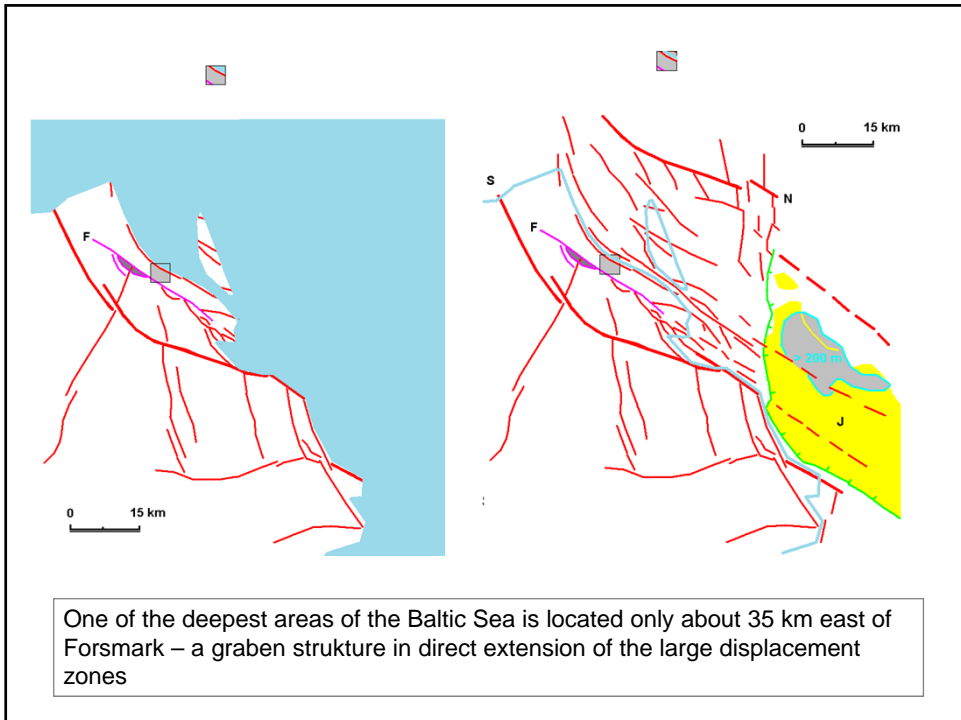 F
0 15 km
0 15 km
S
N
F
> 200 m
J
:
One of the deepest areas of the Baltic Sea is located only about 35 km east of
Forsmark – a graben strukture in direct extension of the large displacement
zones